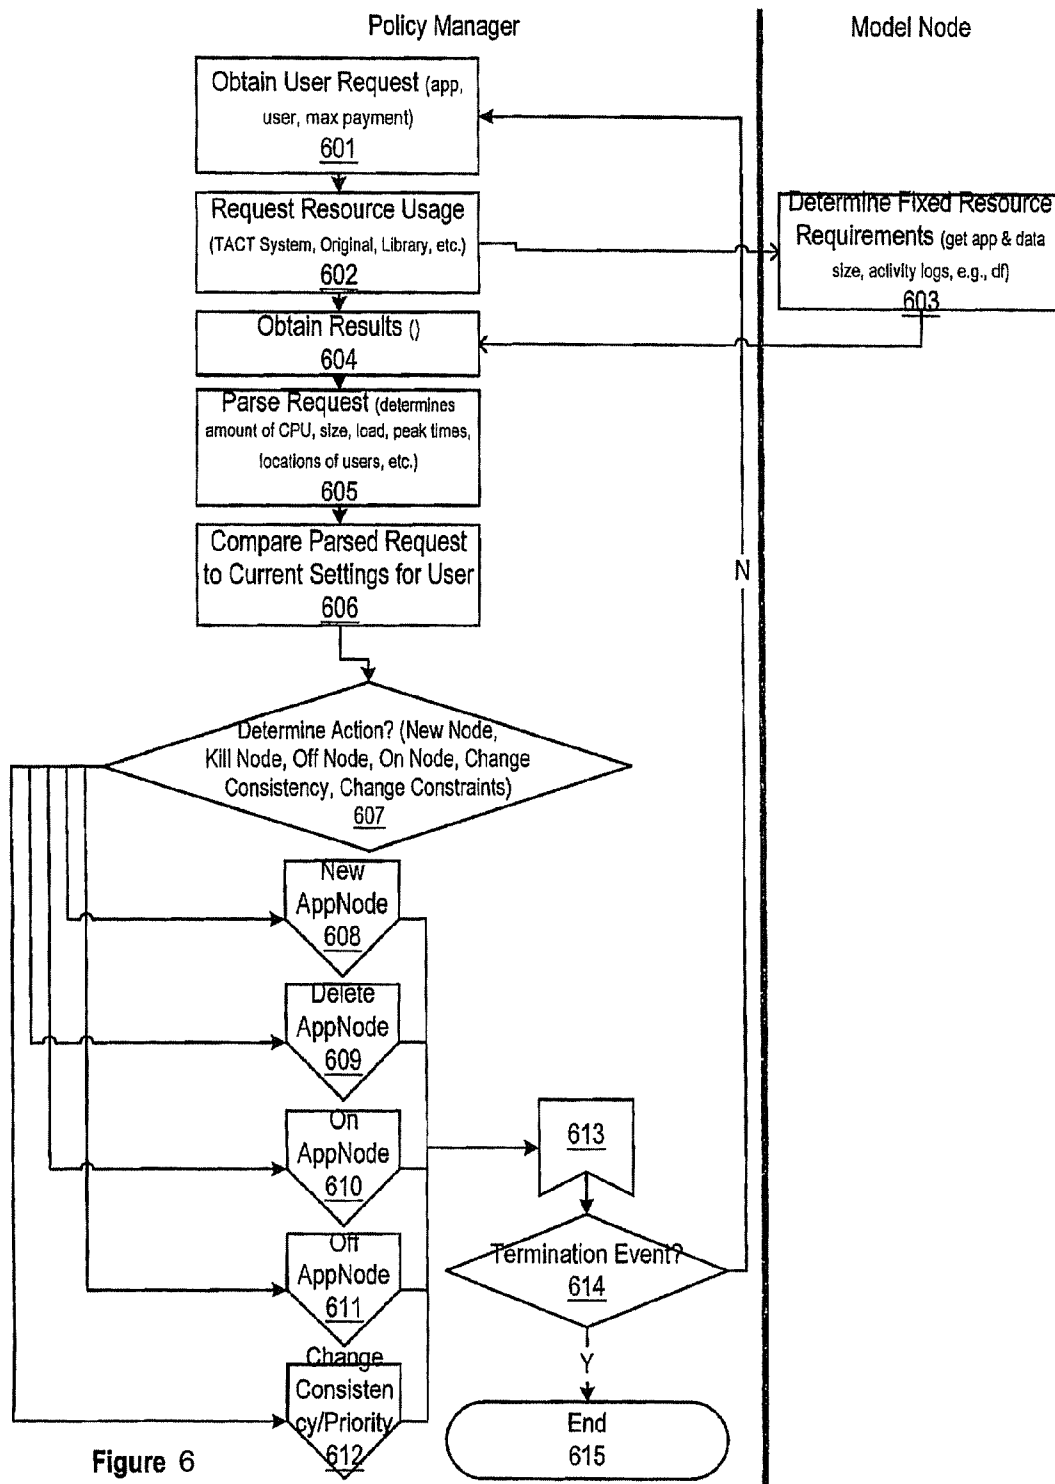 Policy Manager
Model Node
Obtain User Request (app,
user, max payment)
601
Request Resource Usage
(TACT System, Original, Library, etc.)
602
Determine Fixed Resource
Requirements (get app & data
size, activity logs, e.g., df)
603
Obtain Results ()
604
Parse Request (determines
amount of CPU, size, load, peak times,
locations of users, etc.)
605
Compare Parsed Request
to Current Settings for User
606
N
Determine Action? (New Node,
Kill Node, Off Node, On Node, Change
Consistency, Change Constraints)
607
New
AppNode
608
Delete
AppNode
609
On
AppNode
610
613
Off
AppNode
611
Termination Event?
614
Y
Change
Consisten
cy/Priority
612
End
615
Figure 6